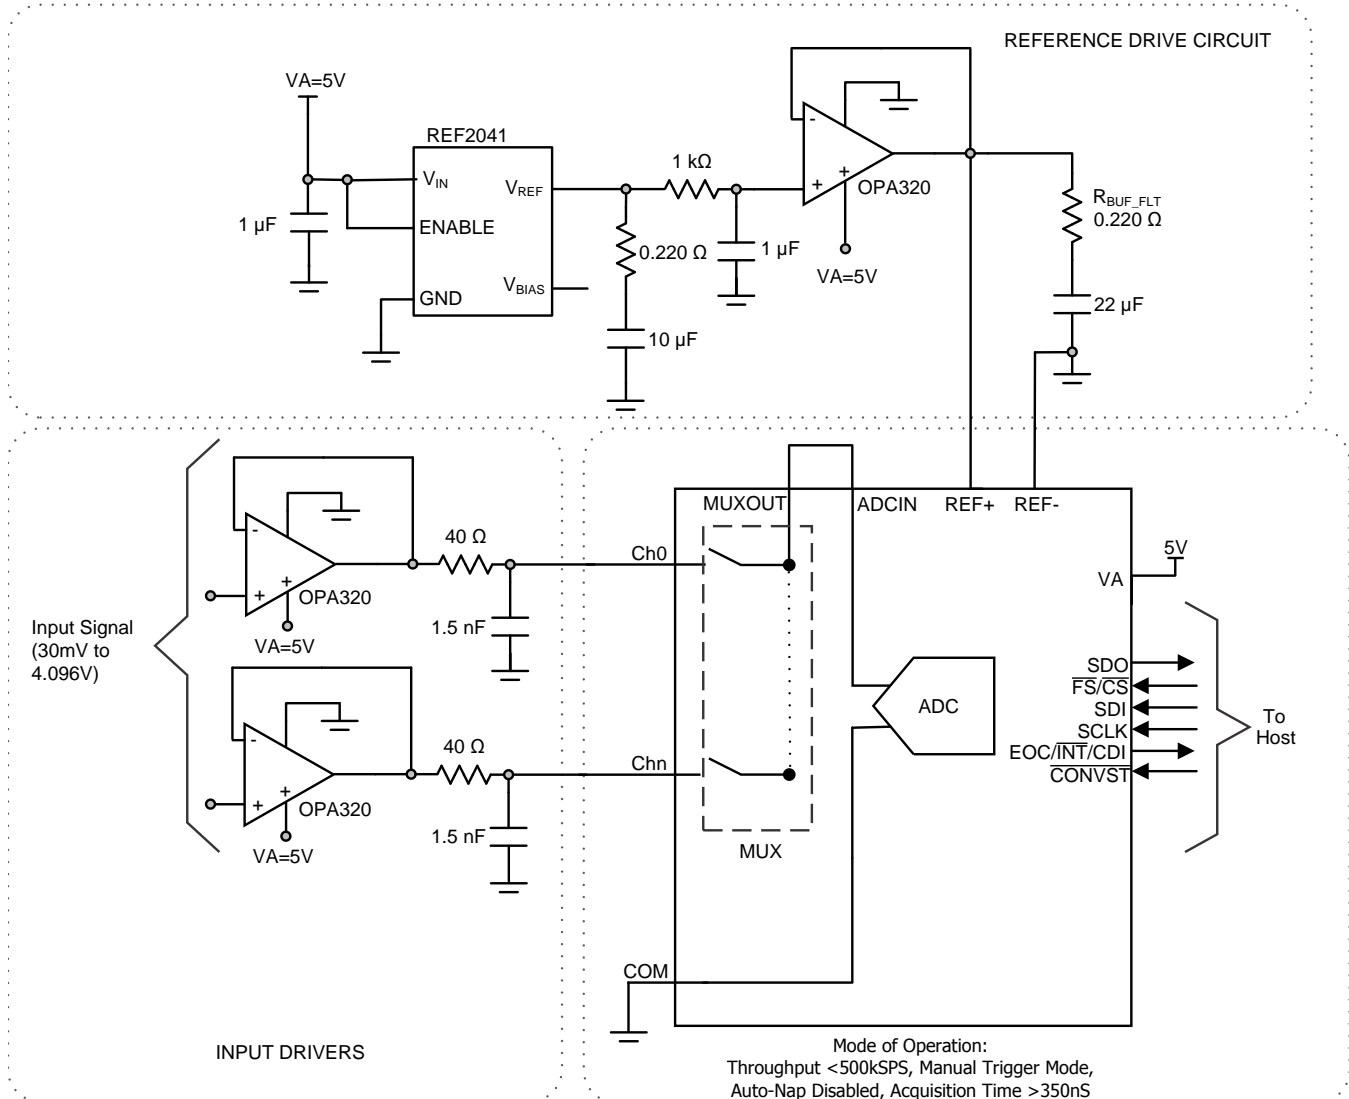 REFERENCE DRIVE CIRCUIT
VA=5V
REF2041
VIN
VREF
1 kΩ
-
+
+
OPA320
RBUF_FLT
0.220 Ω
1 µF
ENABLE
0.220 Ω
1 µF
VA=5V
VBIAS
GND
22 µF
10 µF
MUXOUT
ADCIN
REF+
REF-
-
+
+
OPA320
40 Ω
Ch0
5V
VA
1.5 nF
VA=5V
Input Signal
(30mV to
4.096V)
SDO
FS/CS
SDI
SCLK
EOC/INT/CDI
CONVST
To
Host
ADC
-
+
+
OPA320
40 Ω
Chn
1.5 nF
VA=5V
MUX
COM
INPUT DRIVERS
Mode of Operation:
Throughput <500kSPS, Manual Trigger Mode,
Auto-Nap Disabled, Acquisition Time >350nS